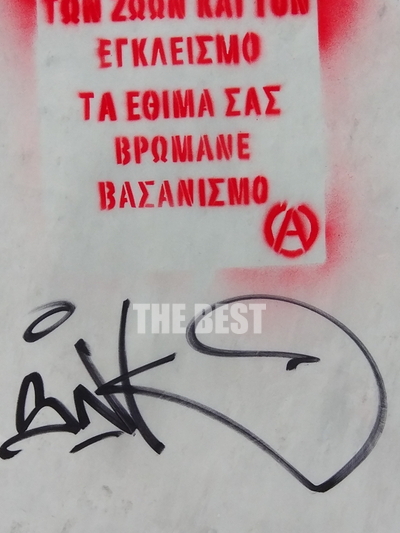 ΤΩΝ ΖΩΩΝ ΚΑΙ ΤΟΝ
ΕΓΚΛΕΙΣΜΟ
ΤΑ ΕΘΙΜΑ ΣΑΣ
ΒΡΩΜΑΝΕ
ΒΑΣΑΝΙΣΜΟ
THE BEST